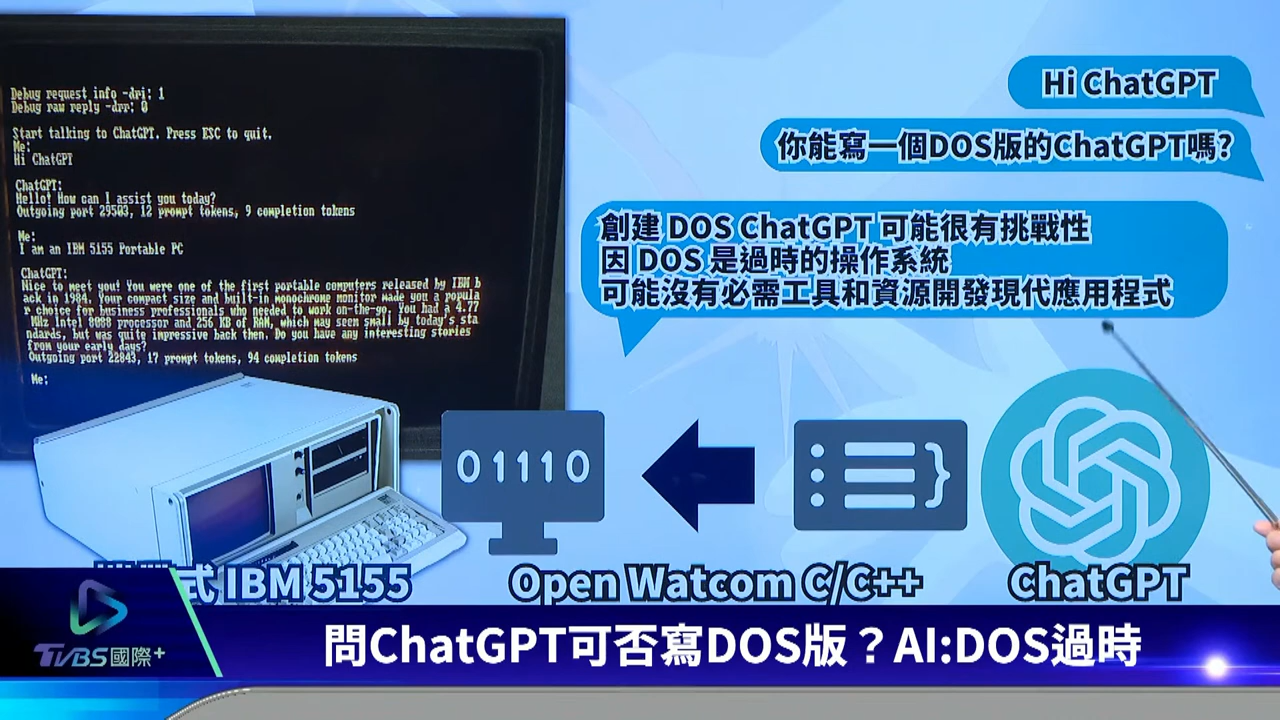 Debug request info -dri: 1
Debug raw reply -drr: 0
Start talking to ChatGPT. Press ESC to quit.
Me:
Hi ChatGPT
ChatGPT:
Hello! How can I assist you today?
Outgoing port 29503, 12 prompt tokens, 9 completion tokens
Me:
I am an IBM 5155 Portable PC
ChatGPT:
Nice to meet you! You were one of the first portable computers released by IBM b
ack in 1984. Your compact size and built-in monochrome monitor made you a popula
r choice for business professionals who needed to work on-the-go. You had a 4.77
MHz Intel 8088 processor and 256 KB of RAM, which may seem small by today's sta
ndards, but was quite impressive back then. Do you have any interesting stories
from your early days?
Outgoing port 22843, 17 prompt tokens, 94 completion tokens
Me:
Hi ChatGPT
你能寫一個DOS版的ChatGPT嗎?
創建 DOS ChatGPT 可能很有挑戰性
因 DOS 是過時的操作系統
可能沒有必需工具和資源開發現代應用程式
01110
式 IBM 5155
Open Watcom C/C++
ChatGPT
問ChatGPT可否寫DOS版？AI:DOS過時
TVBS國際+